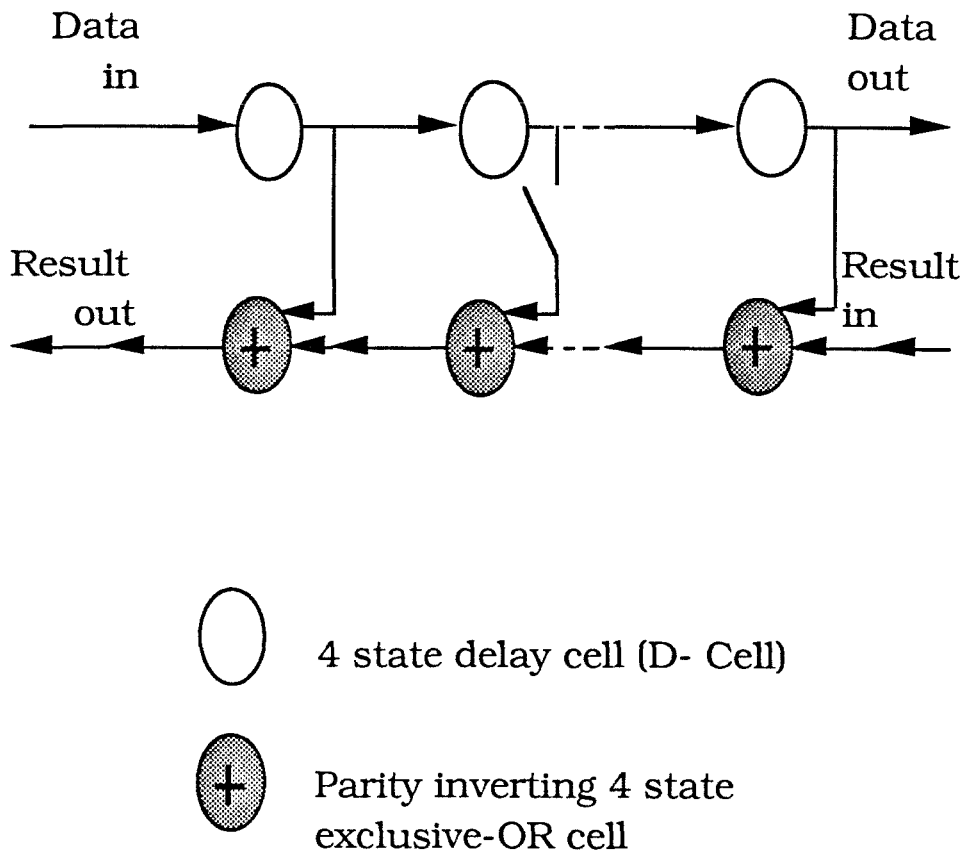 Data
in
Data
out
Result
out
Result
in
+
+
+
4 state delay cell (D- Cell)
+
Parity inverting 4 state
exclusive-OR cell